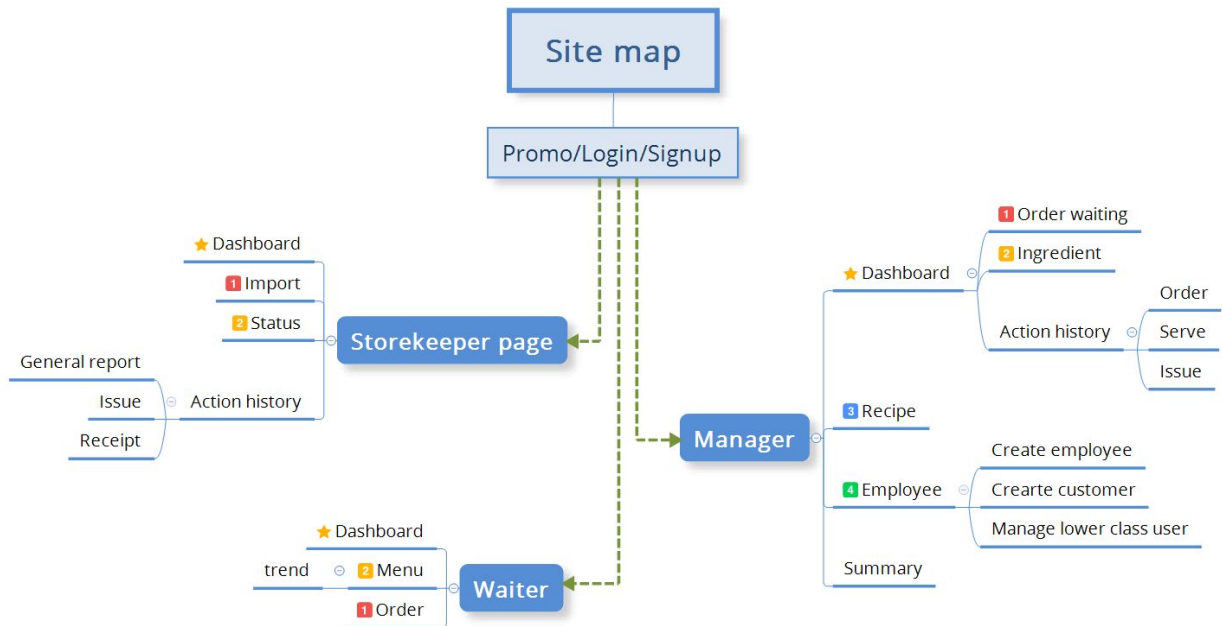 Site map
Promo/Login/Signup
Dashboard
1 Import
2 Status
Storekeeper page
General report
Issue
Action history
Receipt
Dashboard
trend
2 Menu
Waiter
1 Order
Manager
Dashboard
1 Order waiting
2 Ingredient
Action history
Order
Serve
Issue
3 Recipe
4 Employee
Create employee
Crearte customer
Manage lower class user
Summary